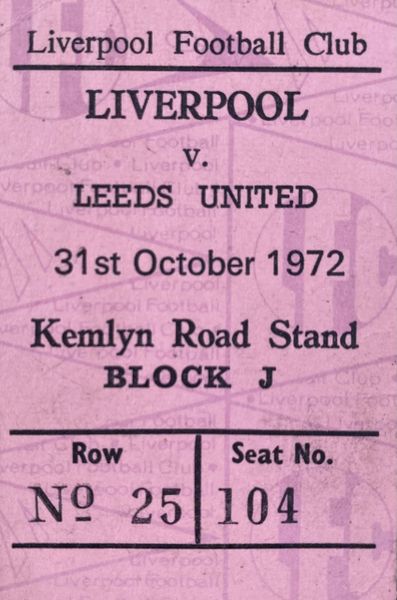 Liverpool Football Club
LIVERPOOL
v.
LEEDS UNITED
31st October 1972
Kemlyn Road Stand
BLOCK J
Row Seat No.
Nº 25 104